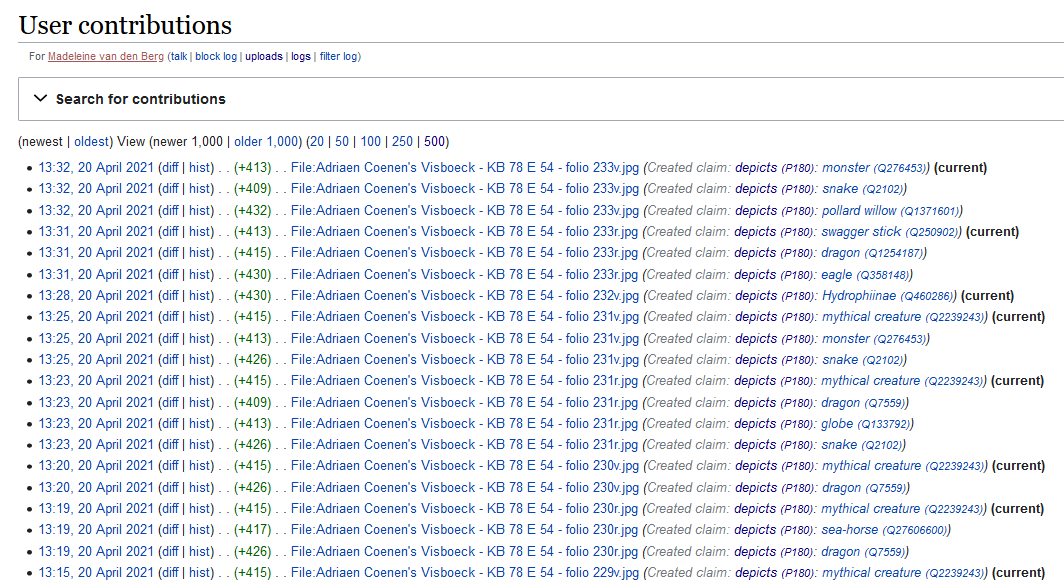 User contributions
For Madeleine van den Berg (talk | block log | uploads | logs | filter log)
Search for contributions
(newest | oldest) View (newer 1,000 | older 1,000) (20 | 50 | 100 | 250 | 500)
• 13:32, 20 April 2021 (diff | hist) . . (+413) . . File:Adriaen Coenen's Visboeck - KB 78 E 54 - folio 233v.jpg (Created claim: depicts (P180): monster (Q276453)) (current)
• 13:32, 20 April 2021 (diff | hist) . . (+409) . . File:Adriaen Coenen's Visboeck - KB 78 E 54 - folio 233v.jpg (Created claim: depicts (P180): snake (Q2102))
• 13:32, 20 April 2021 (diff | hist) . . (+432) . . File:Adriaen Coenen's Visboeck - KB 78 E 54 - folio 233v.jpg (Created claim: depicts (P180): pollard willow (Q1371601))
• 13:31, 20 April 2021 (diff | hist) . . (+413) . . File:Adriaen Coenen's Visboeck - KB 78 E 54 - folio 233r.jpg (Created claim: depicts (P180): swagger stick (Q250902)) (current)
• 13:31, 20 April 2021 (diff | hist) . . (+415) . . File:Adriaen Coenen's Visboeck - KB 78 E 54 - folio 233r.jpg (Created claim: depicts (P180): dragon (Q1254187))
• 13:31, 20 April 2021 (diff | hist) . . (+430) . . File:Adriaen Coenen's Visboeck - KB 78 E 54 - folio 233r.jpg (Created claim: depicts (P180): eagle (Q358148))
• 13:28, 20 April 2021 (diff | hist) . . (+430) . . File:Adriaen Coenen's Visboeck - KB 78 E 54 - folio 232v.jpg (Created claim: depicts (P180): Hydrophiinae (Q460286)) (current)
• 13:25, 20 April 2021 (diff | hist) . . (+415) . . File:Adriaen Coenen's Visboeck - KB 78 E 54 - folio 231v.jpg (Created claim: depicts (P180): mythical creature (Q2239243)) (current)
• 13:25, 20 April 2021 (diff | hist) . . (+413) . . File:Adriaen Coenen's Visboeck - KB 78 E 54 - folio 231v.jpg (Created claim: depicts (P180): monster (Q276453))
• 13:25, 20 April 2021 (diff | hist) . . (+426) . . File:Adriaen Coenen's Visboeck - KB 78 E 54 - folio 231v.jpg (Created claim: depicts (P180): snake (Q2102))
• 13:23, 20 April 2021 (diff | hist) . . (+415) . . File:Adriaen Coenen's Visboeck - KB 78 E 54 - folio 231r.jpg (Created claim: depicts (P180): mythical creature (Q2239243)) (current)
• 13:23, 20 April 2021 (diff | hist) . . (+409) . . File:Adriaen Coenen's Visboeck - KB 78 E 54 - folio 231r.jpg (Created claim: depicts (P180): dragon (Q7559))
• 13:23, 20 April 2021 (diff | hist) . . (+413) . . File:Adriaen Coenen's Visboeck - KB 78 E 54 - folio 231r.jpg (Created claim: depicts (P180): globe (Q133792))
• 13:23, 20 April 2021 (diff | hist) . . (+426) . . File:Adriaen Coenen's Visboeck - KB 78 E 54 - folio 231r.jpg (Created claim: depicts (P180): snake (Q2102))
• 13:20, 20 April 2021 (diff | hist) . . (+415) . . File:Adriaen Coenen's Visboeck - KB 78 E 54 - folio 230v.jpg (Created claim: depicts (P180): mythical creature (Q2239243)) (current)
• 13:20, 20 April 2021 (diff | hist) . . (+426) . . File:Adriaen Coenen's Visboeck - KB 78 E 54 - folio 230v.jpg (Created claim: depicts (P180): dragon (Q7559))
• 13:19, 20 April 2021 (diff | hist) . . (+415) . . File:Adriaen Coenen's Visboeck - KB 78 E 54 - folio 230r.jpg (Created claim: depicts (P180): mythical creature (Q2239243)) (current)
• 13:19, 20 April 2021 (diff | hist) . . (+417) . . File:Adriaen Coenen's Visboeck - KB 78 E 54 - folio 230r.jpg (Created claim: depicts (P180): sea-horse (Q27606600))
• 13:19, 20 April 2021 (diff | hist) . . (+426) . . File:Adriaen Coenen's Visboeck - KB 78 E 54 - folio 230r.jpg (Created claim: depicts (P180): dragon (Q7559))
• 13:15, 20 April 2021 (diff | hist) . . (+415) . . File:Adriaen Coenen's Visboeck - KB 78 E 54 - folio 229v.jpg (Created claim: depicts (P180): mythical creature (Q2239243)) (current)